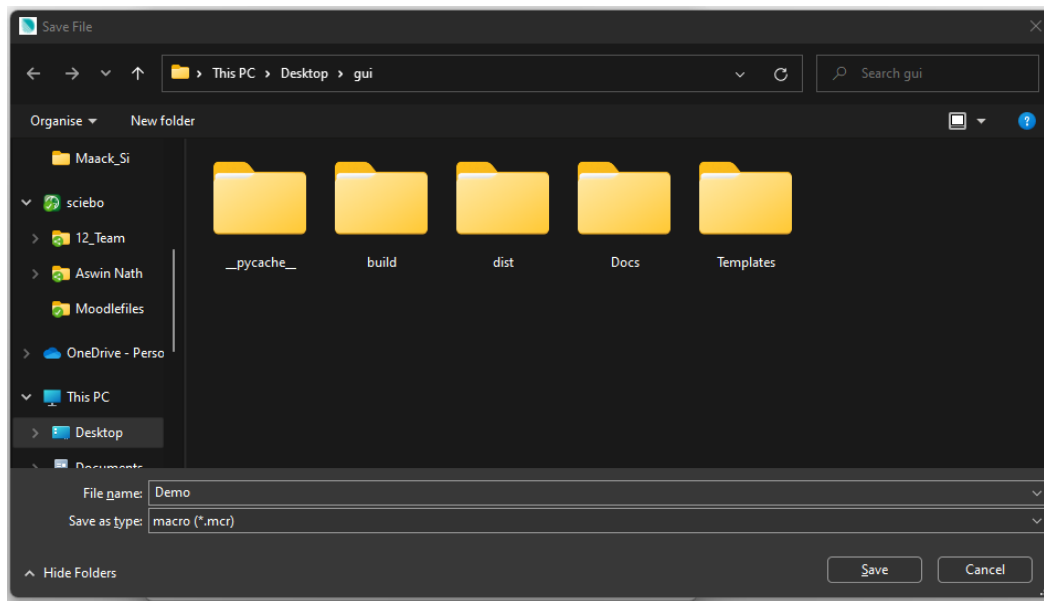 Save File
This PC > Desktop > gui
Search gui
Organise
New folder
Maack_Si
sciebo
12_Team
Aswin Nath
Moodlefiles
OneDrive - Perso
This PC
Desktop
Documents
__pycache__
build
dist
Docs
Templates
File name: Demo
Save as type: macro (*.mcr)
Hide Folders
Save
Cancel